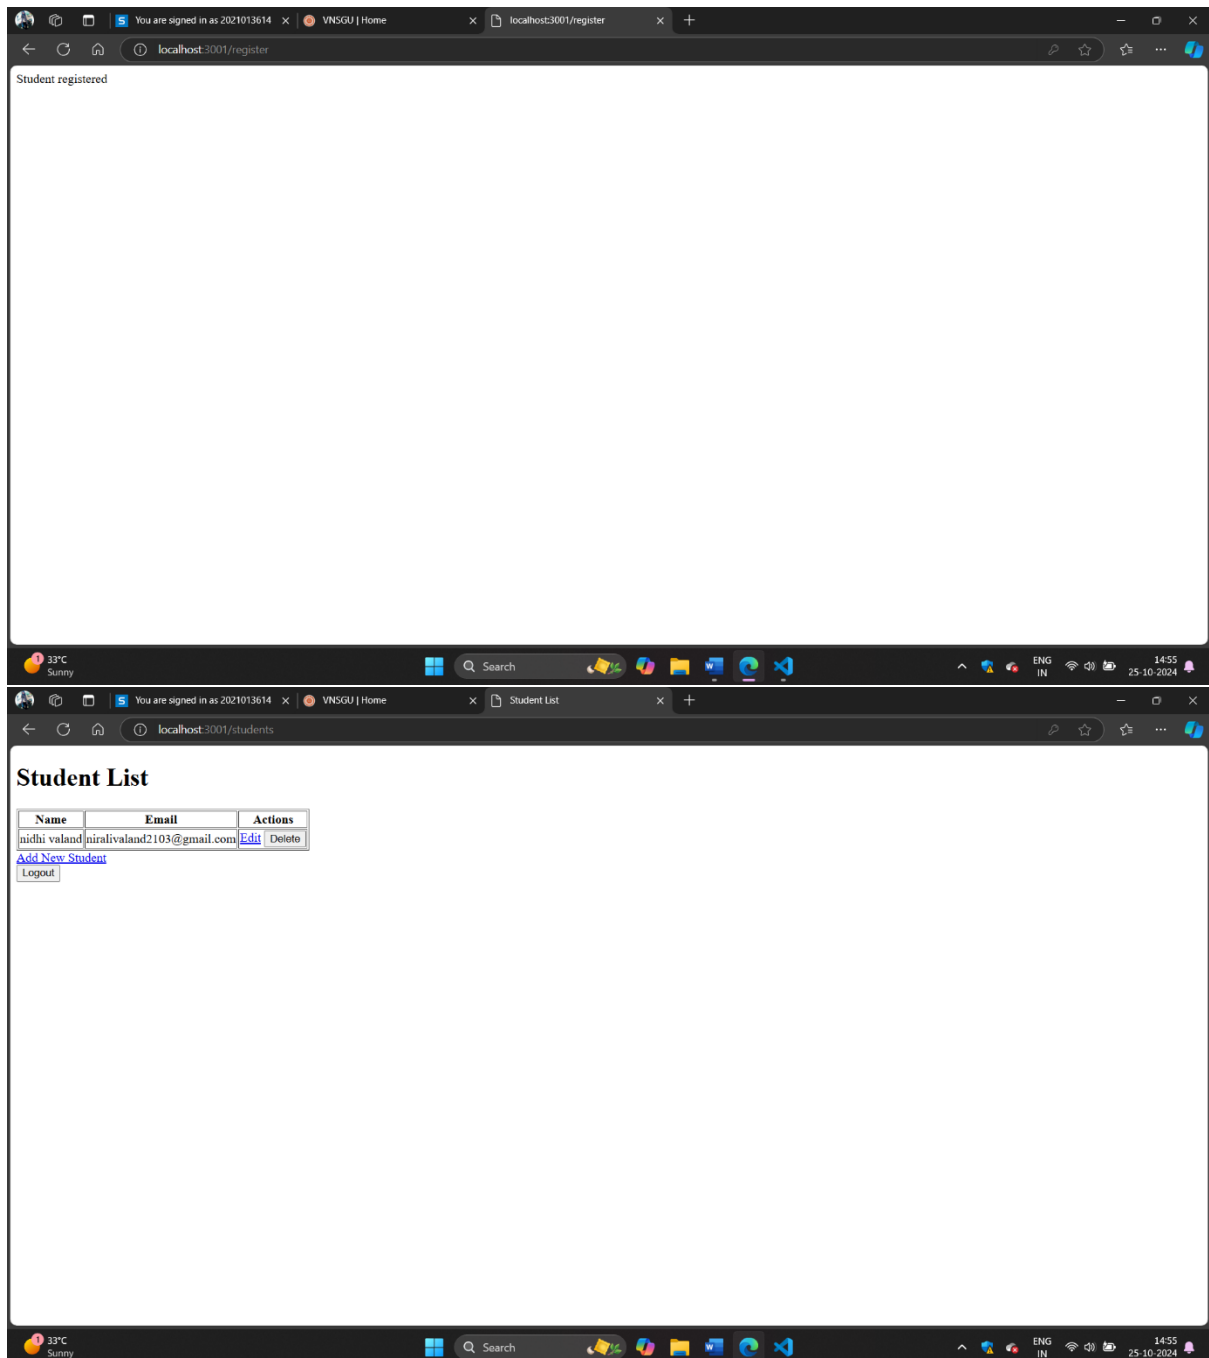 You are signed in as 2021013614
VNSGU | Home
localhost:3001/register
localhost:3001/register
Student registered
1
33°C
Sunny
Search
ENG
IN
14:55
25-10-2024
You are signed in as 2021013614
VNSGU | Home
Student List
localhost:3001/students
Student List
Name Email Actions
nidhi valand niralivaland2103@gmail.com Edit Delete
Add New Student
Logout
1
33°C
Sunny
Search
ENG
IN
14:55
25-10-2024